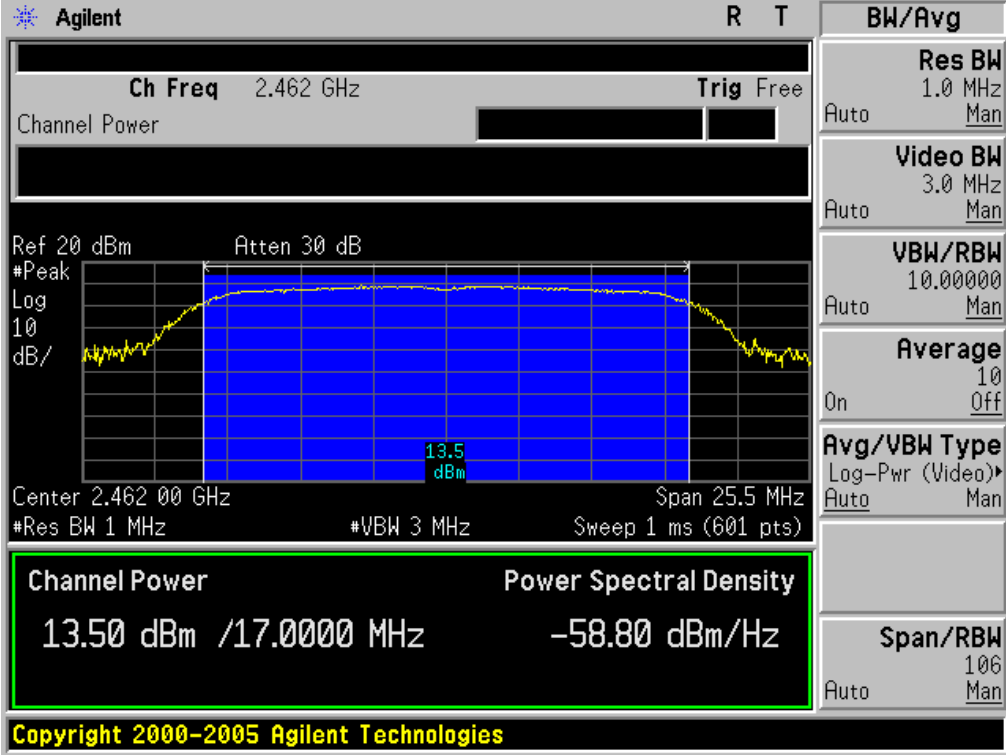 Agilent R T
BW/Avg
Ch Freq 2.462 GHz Trig Free
Channel Power
Ref 20 dBm Atten 30 dB
#Peak
Log
10
dB/
13.5
dBm
Center 2.462 00 GHz Span 25.5 MHz
#Res BW 1 MHz #VBW 3 MHz Sweep 1 ms (601 pts)
Channel Power Power Spectral Density
13.50 dBm /17.0000 MHz -58.80 dBm/Hz
Res BW
1.0 MHz
Auto Man
Video BW
3.0 MHz
Auto Man
VBW/RBW
10.00000
Auto Man
Average
10
On Off
Avg/VBW Type
Log-Pwr (Video)
Auto Man
Span/RBW
106
Auto Man
Copyright 2000-2005 Agilent Technologies